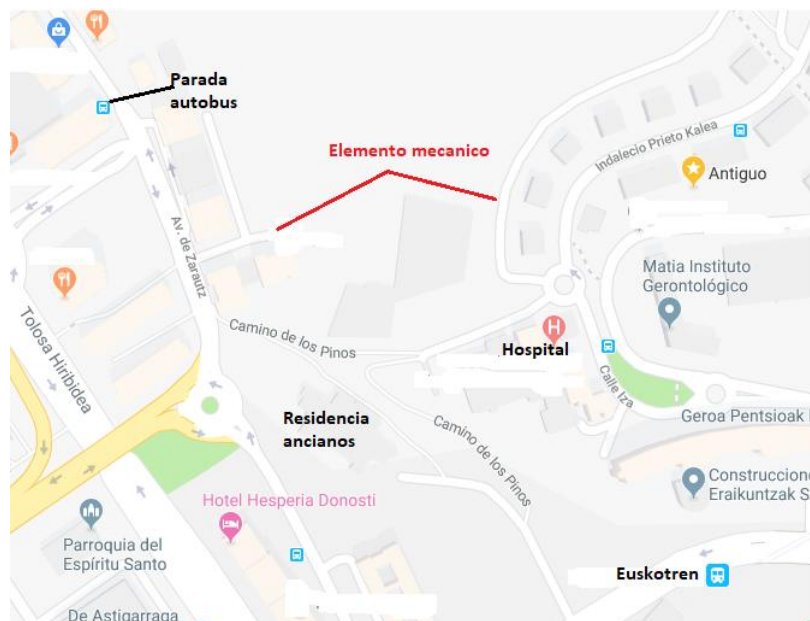 Parada
autobus
Elemento mecanico
Indalecio Prieto Kalea
Antiguo
Av. de Zarautz
Matia Instituto
Gerontológico
Tolosa Hiribidea
Camino de los Pinos
Hospital
H
Calle Iza
Residencia
ancianos
Camino de los Pinos
Geroa Pentsioak
Hotel Hesperia Donosti
Construccione
Eraikuntzak S
Parroquia del
Espíritu Santo
Euskotren
De Astigarraga